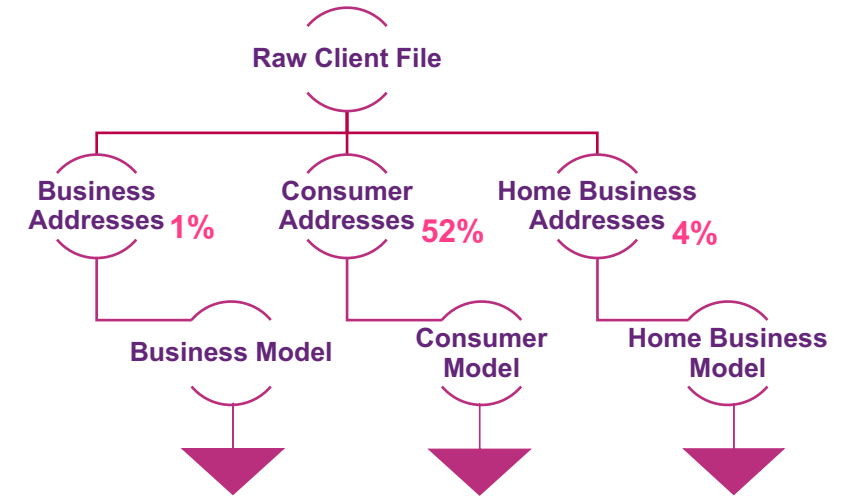 Raw Client File
Business
Addresses 1%
Consumer
Addresses 52%
Home Business
Addresses 4%
Business Model
Consumer
Model
Home Business
Model